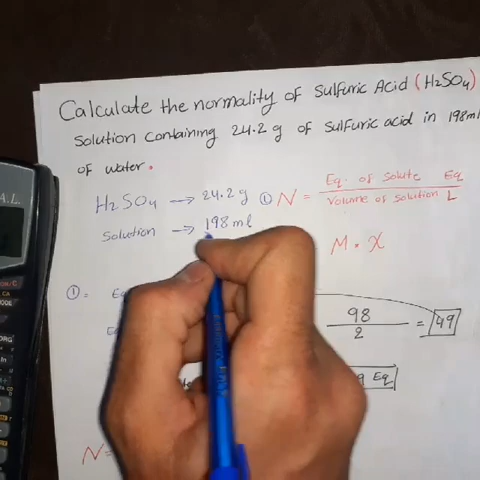 Calculate the normality of Sulfuric Acid (H2SO4)
Solution containing 24.2 g of sulfuric acid in 198ml
of water.
H2SO4 → 24.2 g ① N = Eq. of solute Eq / Volume of solution L
Solution → 198 ml
M . X
① =
98 / 2 = 49
Eq
N =
A.L.